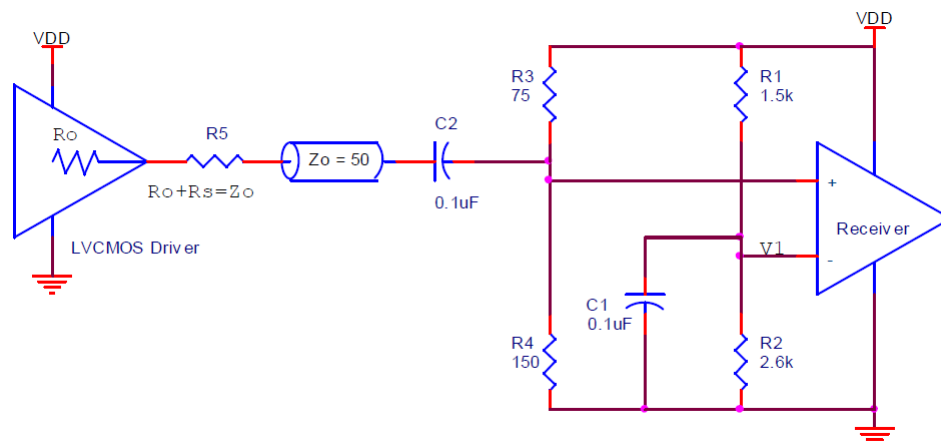 VDD
Ro
R5
Ro+Rs=Zo
LVCMOS Driver
Zo = 50
C2
0.1uF
R3
75
R4
150
VDD
R1
1.5k
V1
C1
0.1uF
R2
2.6k
+
-
Receiver